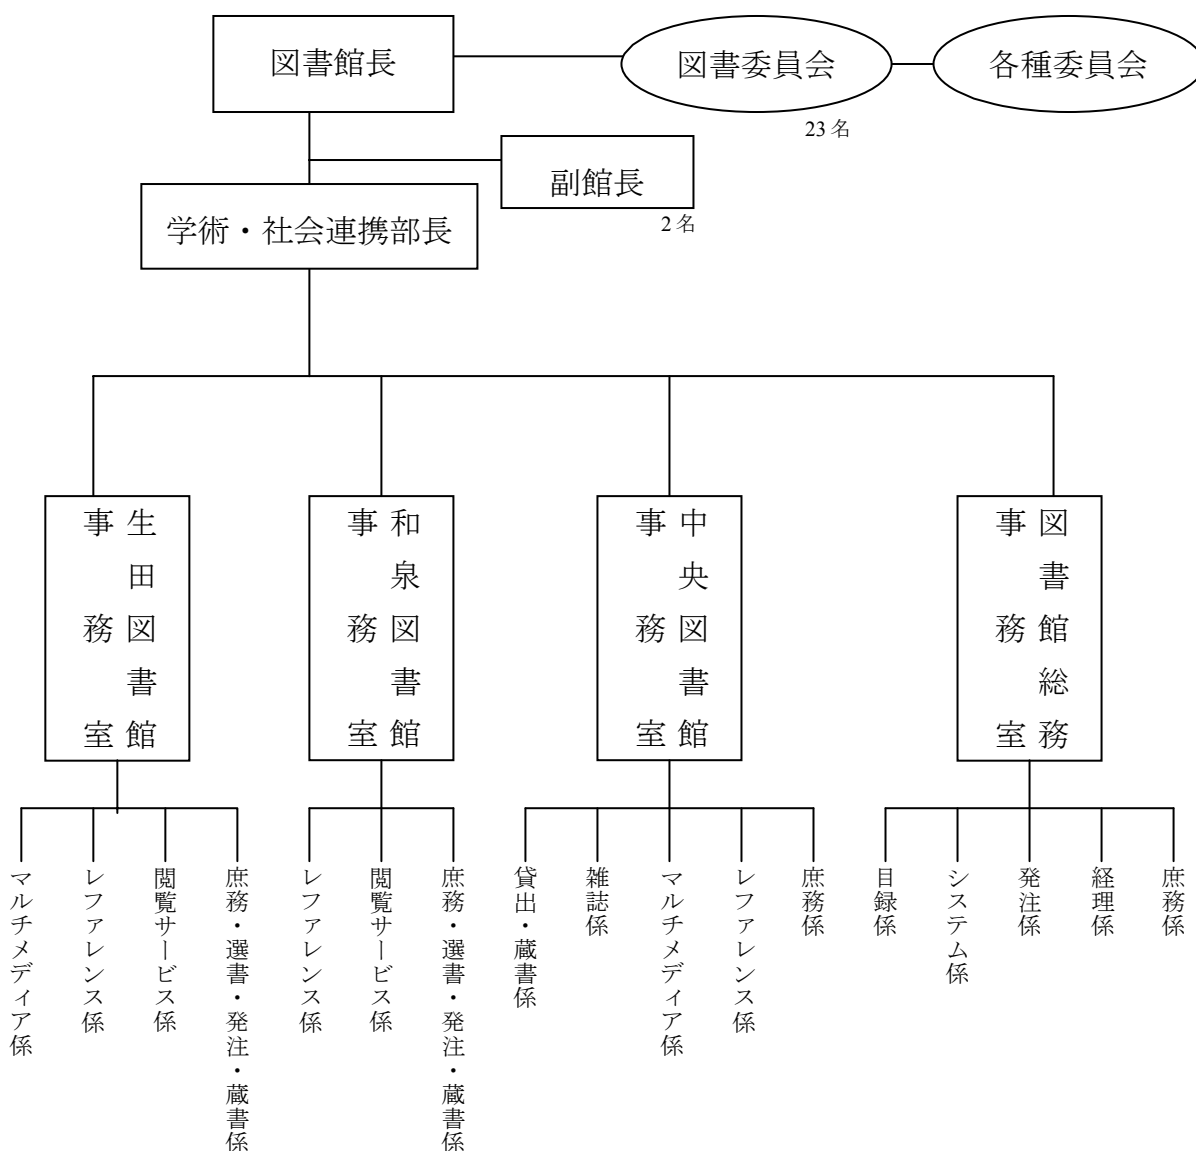 図書館長
図書委員会
各種委員会
23名
副館長
2名
学術・社会連携部長
生田図書館
事務室
和泉図書館
事務室
中央図書館
事務室
図書館総務
事務室
マルチメディア係
レファレンス係
閲覧サービス係
庶務・選書・発注・蔵書係
レファレンス係
閲覧サービス係
庶務・選書・発注・蔵書係
貸出・蔵書係
雑誌係
マルチメディア係
レファレンス係
庶務係
目録係
システム係
発注係
経理係
庶務係